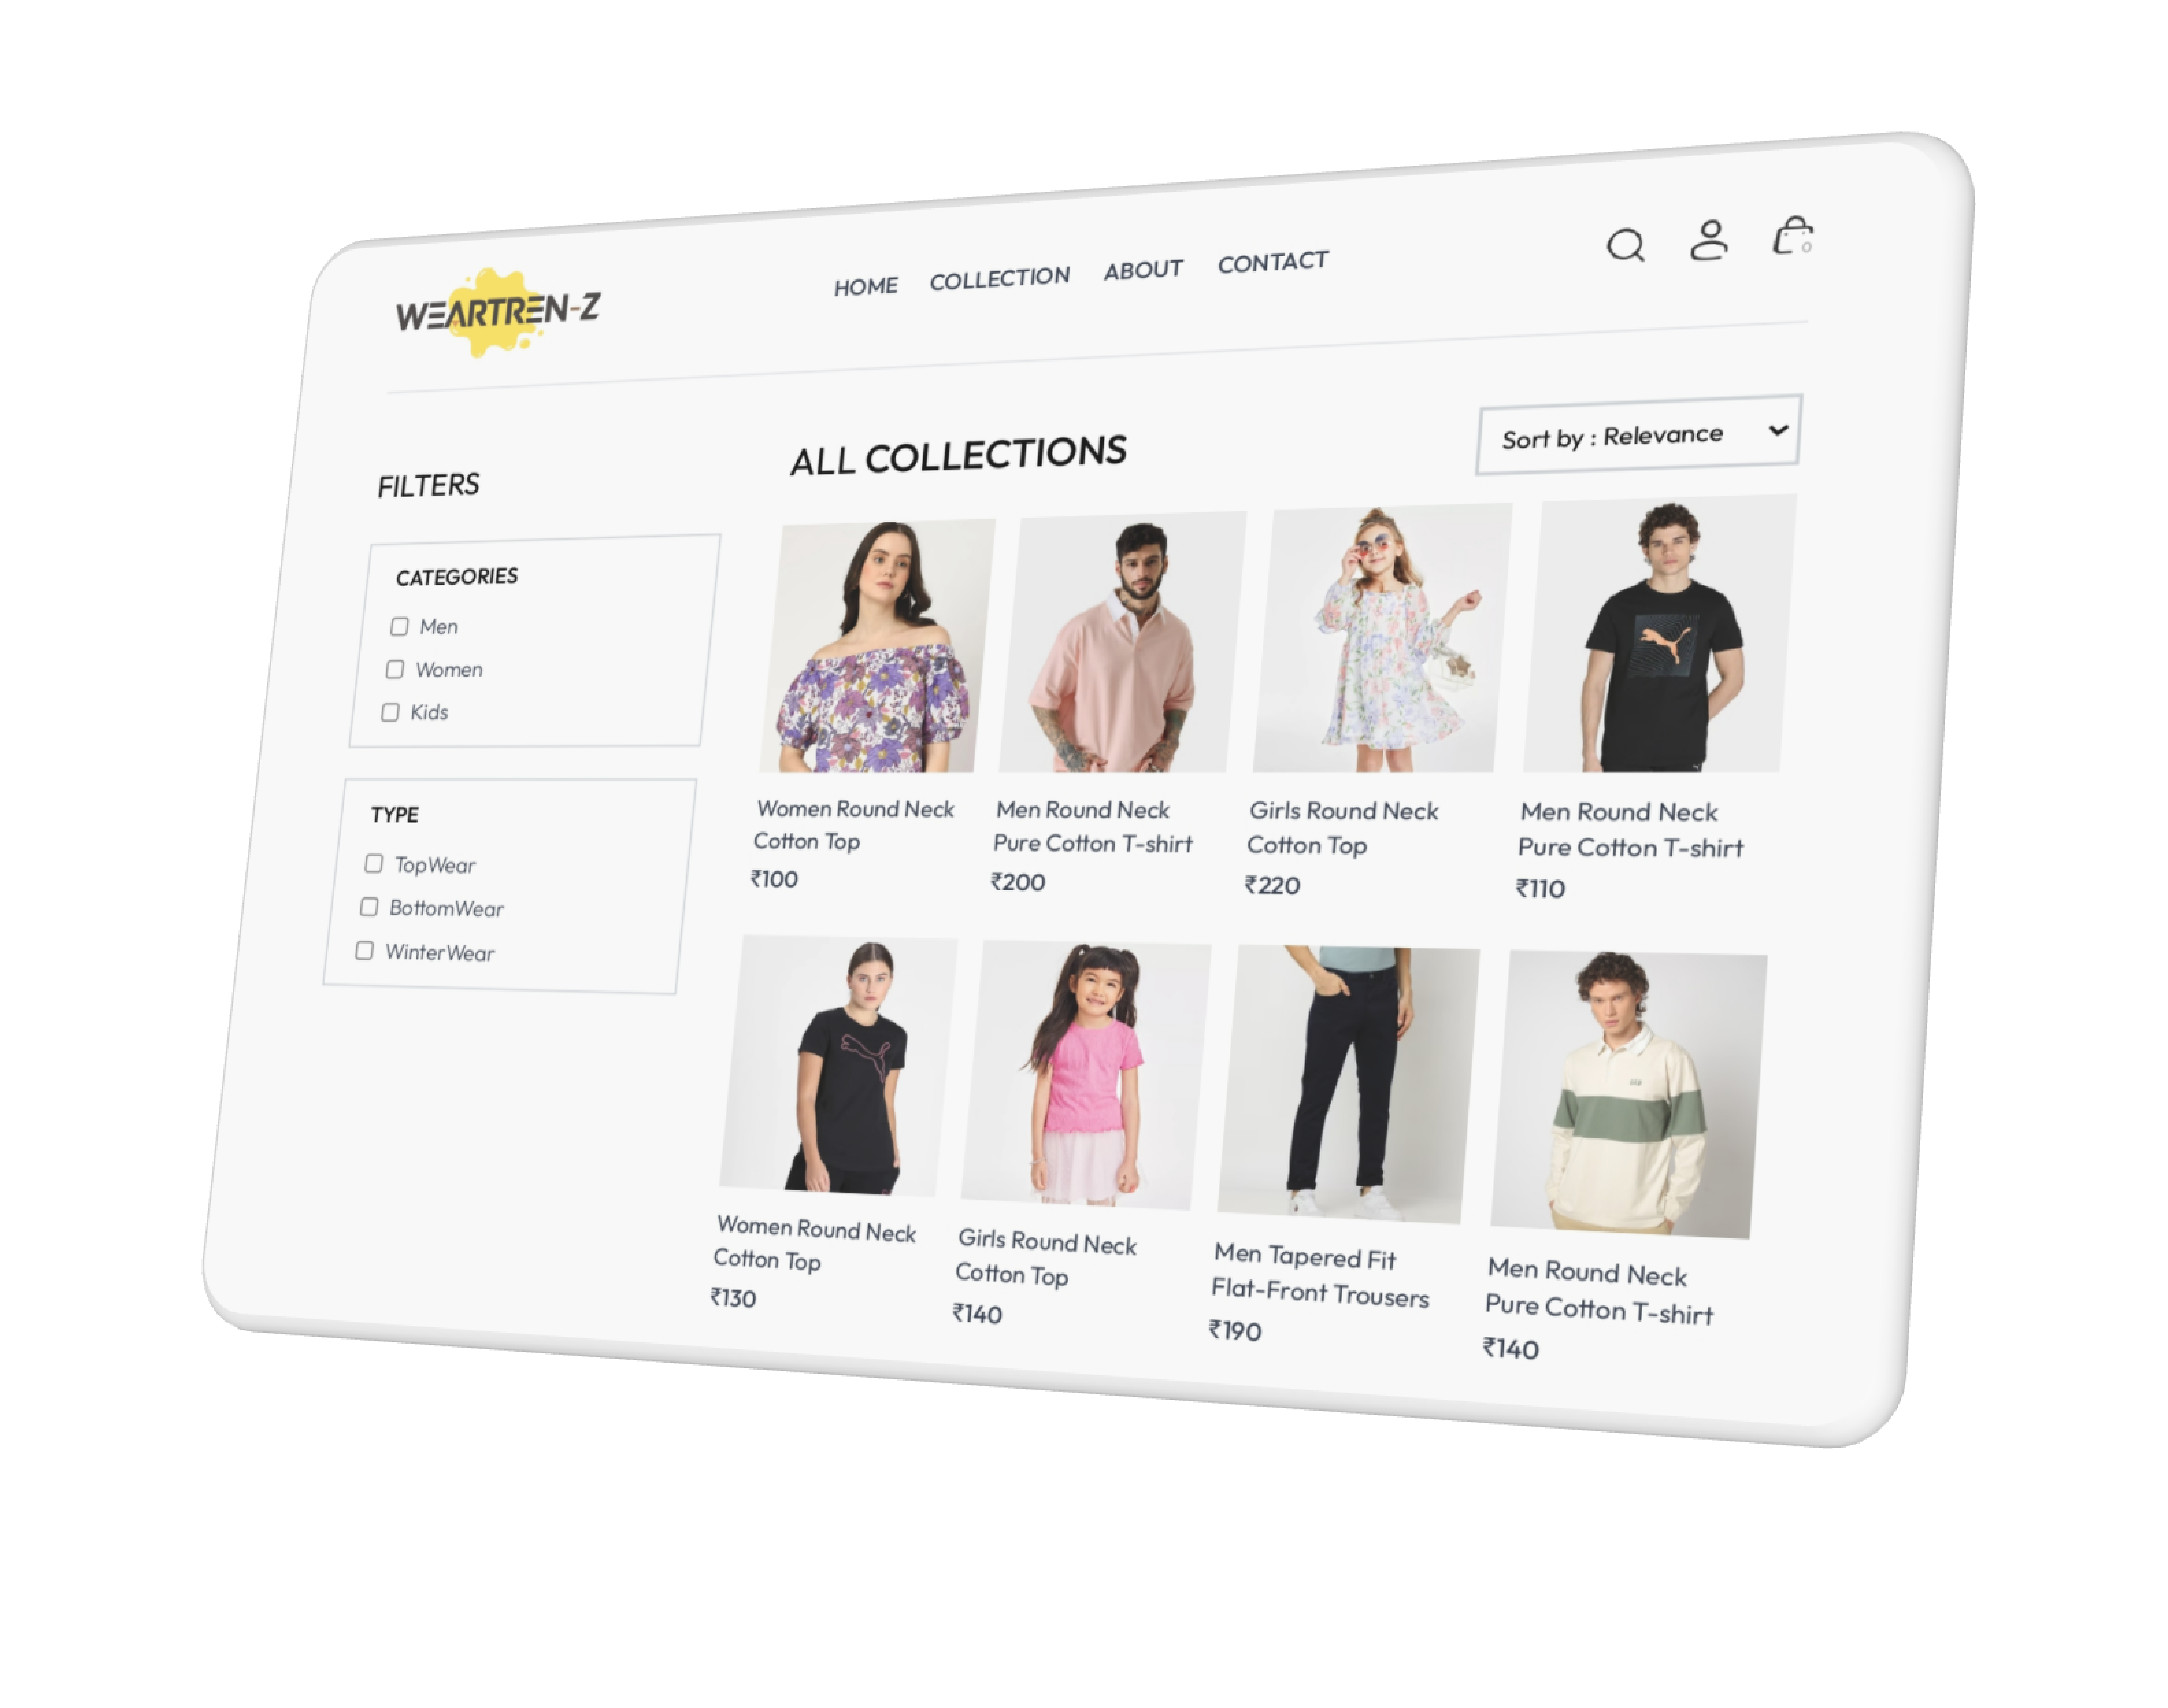 WEARTREN-Z
HOME COLLECTION ABOUT CONTACT
0
FILTERS
CATEGORIES
Men
Women
Kids
TYPE
TopWear
BottomWear
WinterWear
ALL COLLECTIONS
Sort by : Relevance
Women Round Neck
Cotton Top
₹100
Men Round Neck
Pure Cotton T-shirt
₹200
Girls Round Neck
Cotton Top
₹220
Men Round Neck
Pure Cotton T-shirt
₹110
Women Round Neck
Cotton Top
₹130
Girls Round Neck
Cotton Top
₹140
Men Tapered Fit
Flat-Front Trousers
₹190
Men Round Neck
Pure Cotton T-shirt
₹140